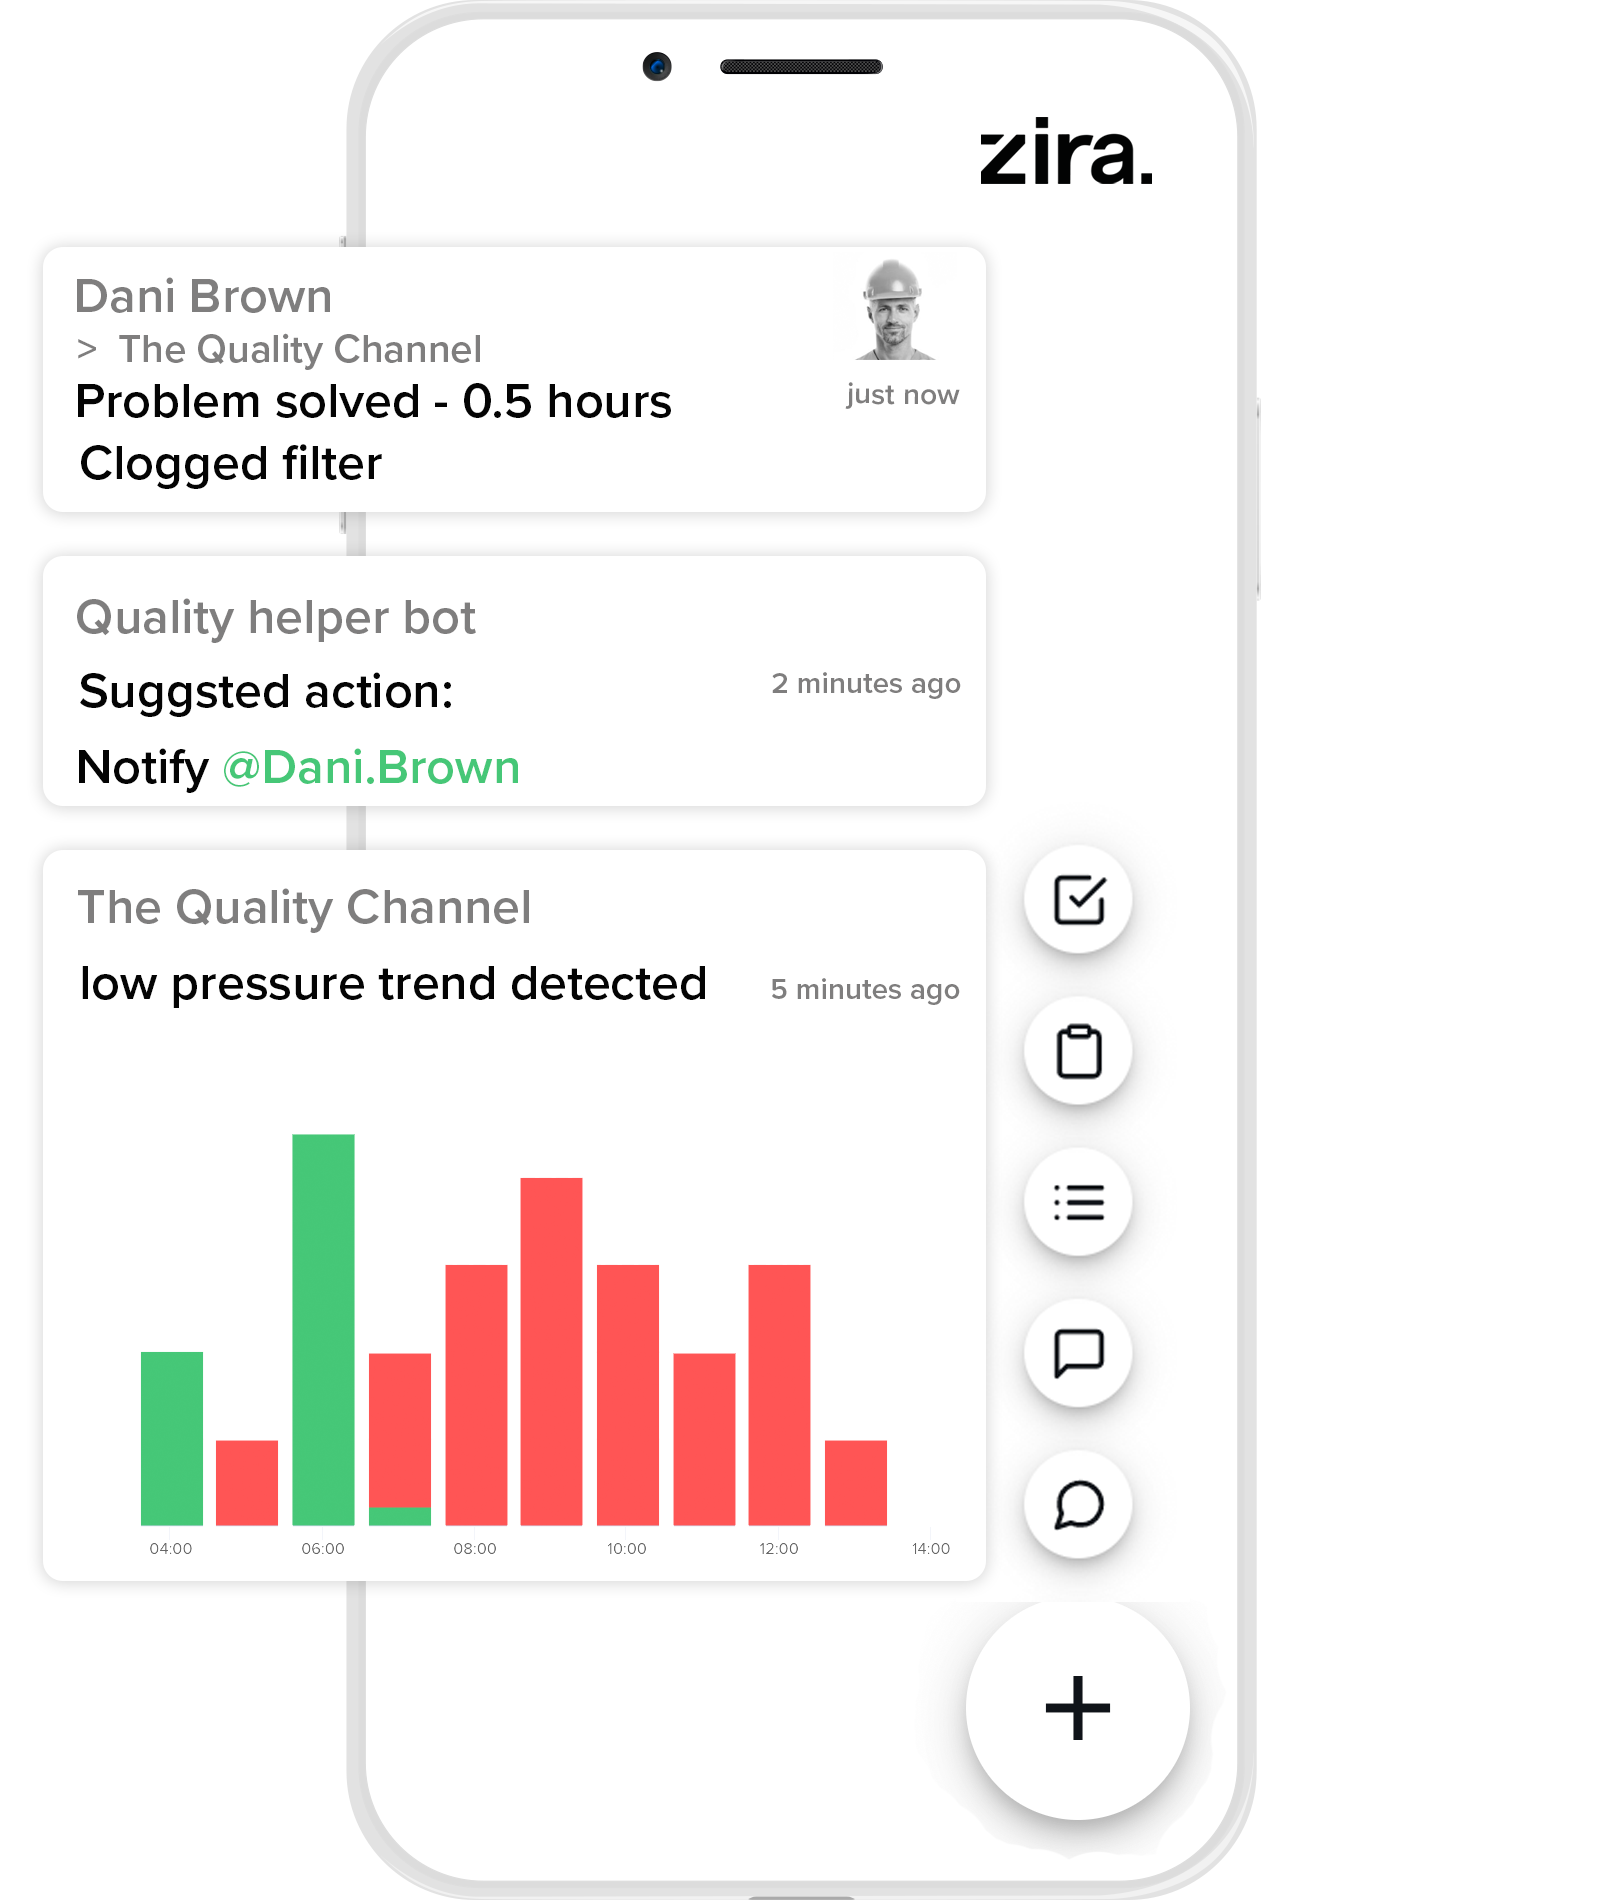 zira.
Dani Brown
> The Quality Channel
Problem solved - 0.5 hours
just now
Clogged filter
Quality helper bot
Suggsted action:
2 minutes ago
Notify @Dani.Brown
The Quality Channel
low pressure trend detected
5 minutes ago
04:00 06:00 08:00 10:00 12:00 14:00